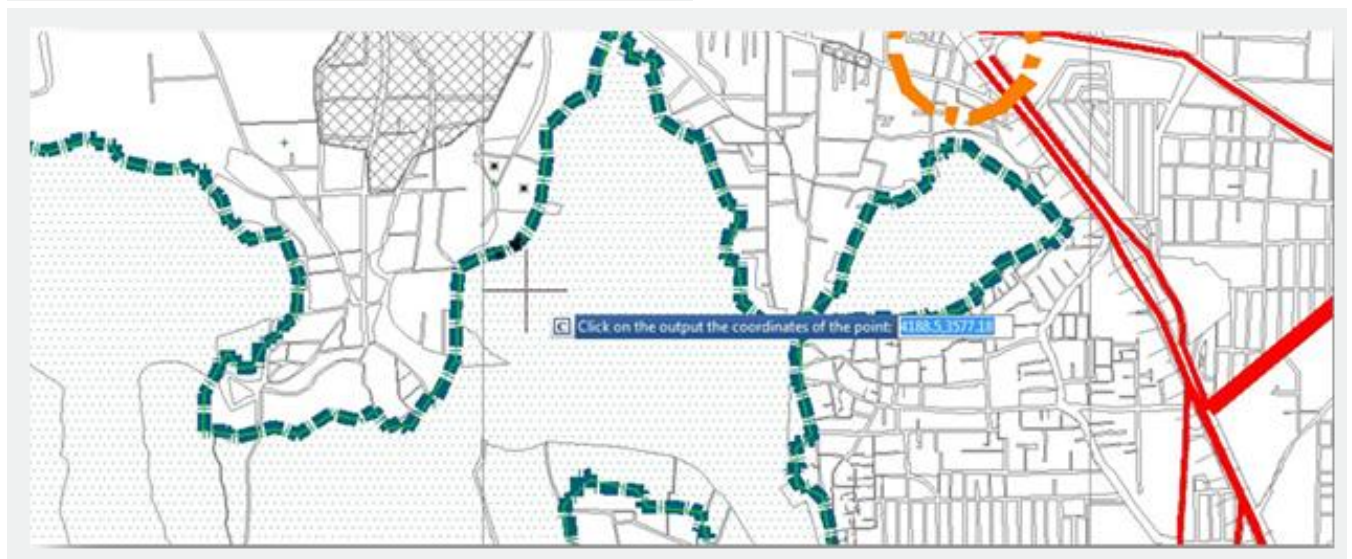 Click on the output the coordinates of the point: 4188.5,3577.18